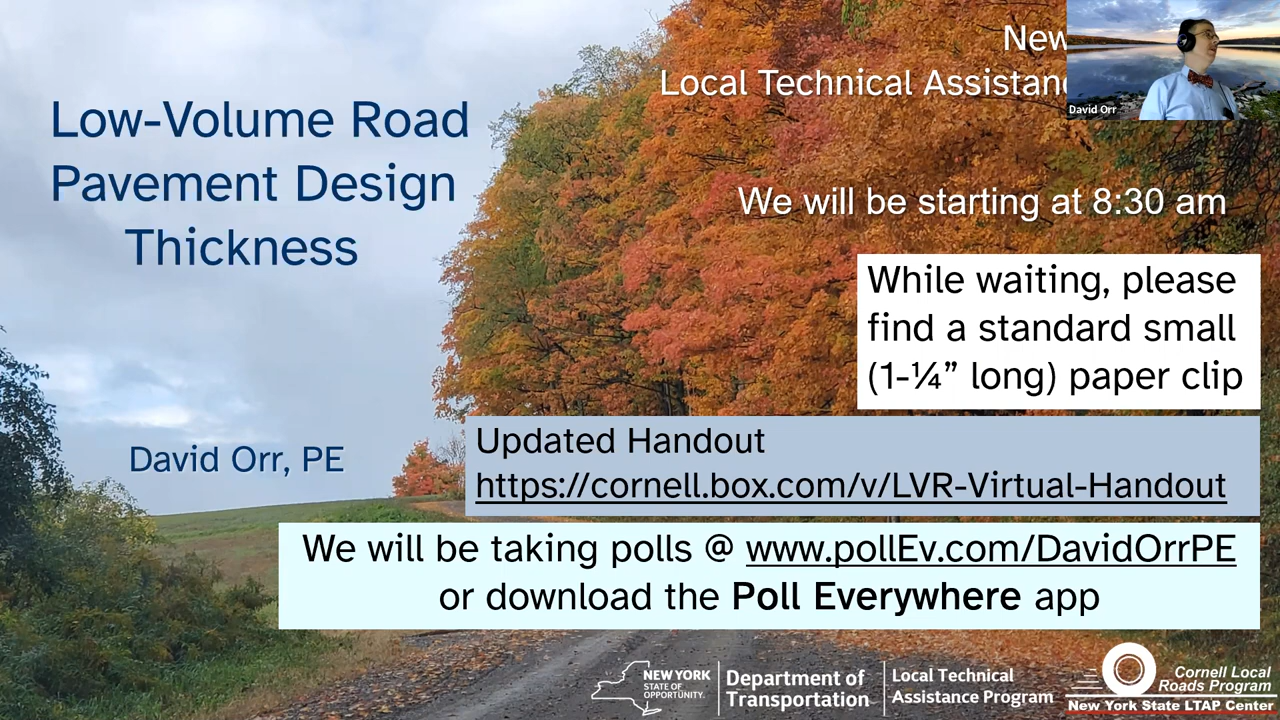 Low-Volume Road
Pavement Design
Thickness
New
Local Technical Assistanc
David Orr
We will be starting at 8:30 am
While waiting, please
find a standard small
(1-¼” long) paper clip
David Orr, PE
Updated Handout
https://cornell.box.com/v/LVR-Virtual-Handout
We will be taking polls @ www.pollEv.com/DavidOrrPE
or download the Poll Everywhere app
NEW YORK
STATE OF
OPPORTUNITY.
Department of
Transportation
Local Technical
Assistance Program
Cornell Local
Roads Program
New York State LTAP Center